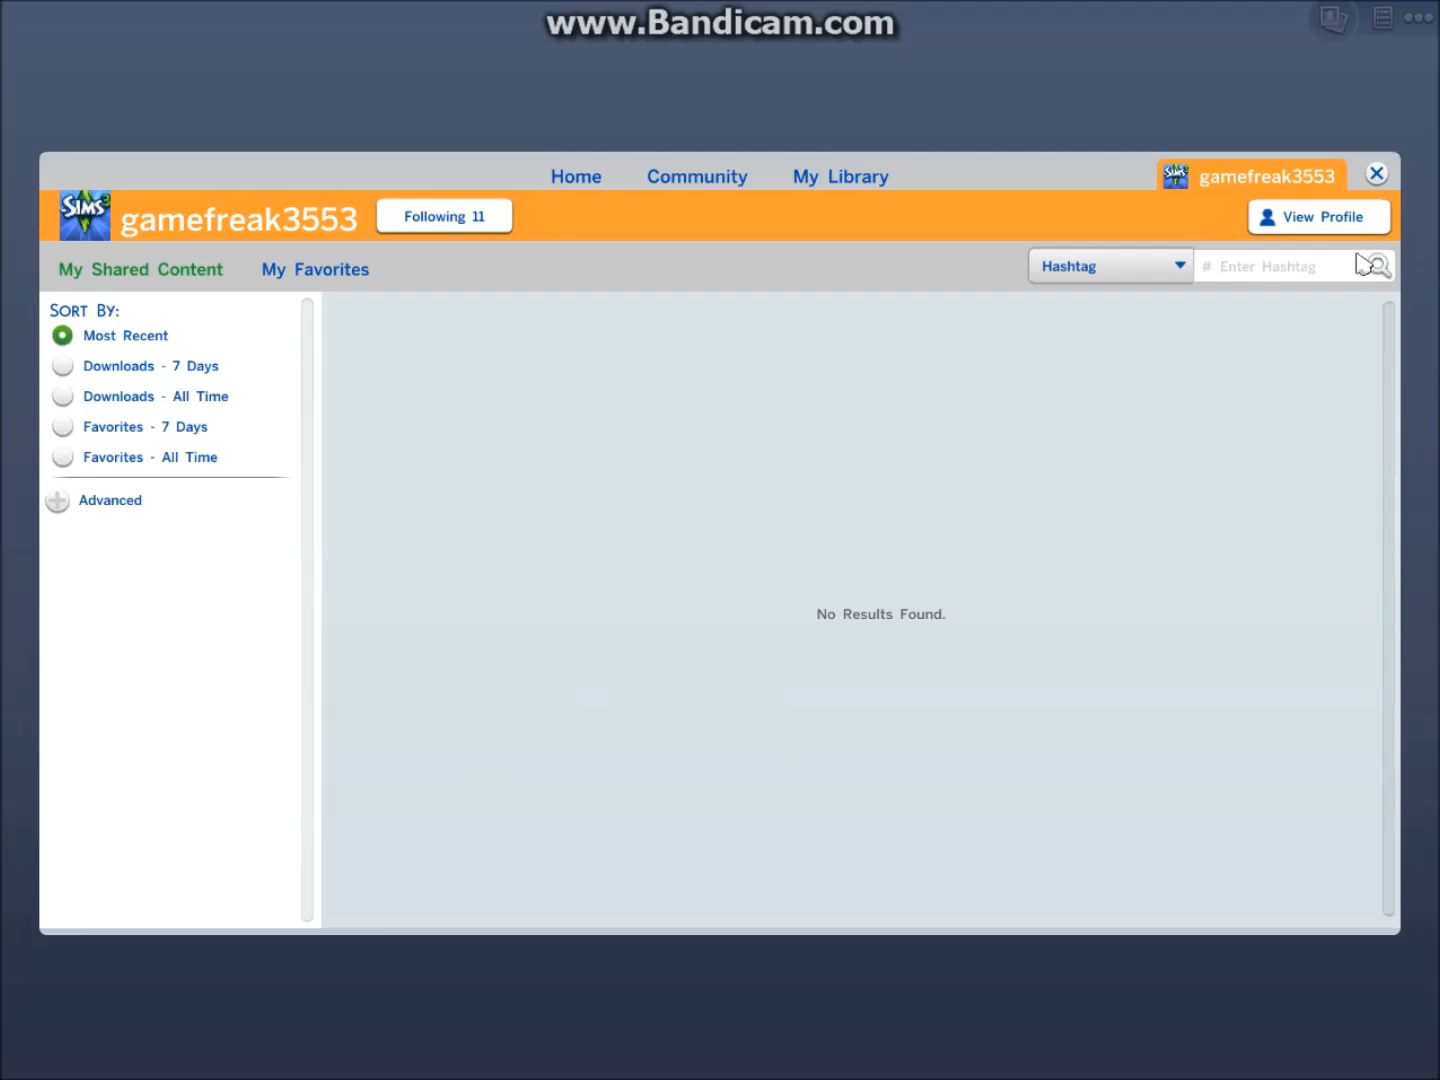 www.Bandicam.com
Home Community My Library gamefreak3553
gamefreak3553 Following 11 View Profile
My Shared Content My Favorites Hashtag # Enter Hashtag
SORT BY:
Most Recent
Downloads - 7 Days
Downloads - All Time
Favorites - 7 Days
Favorites - All Time
Advanced
No Results Found.